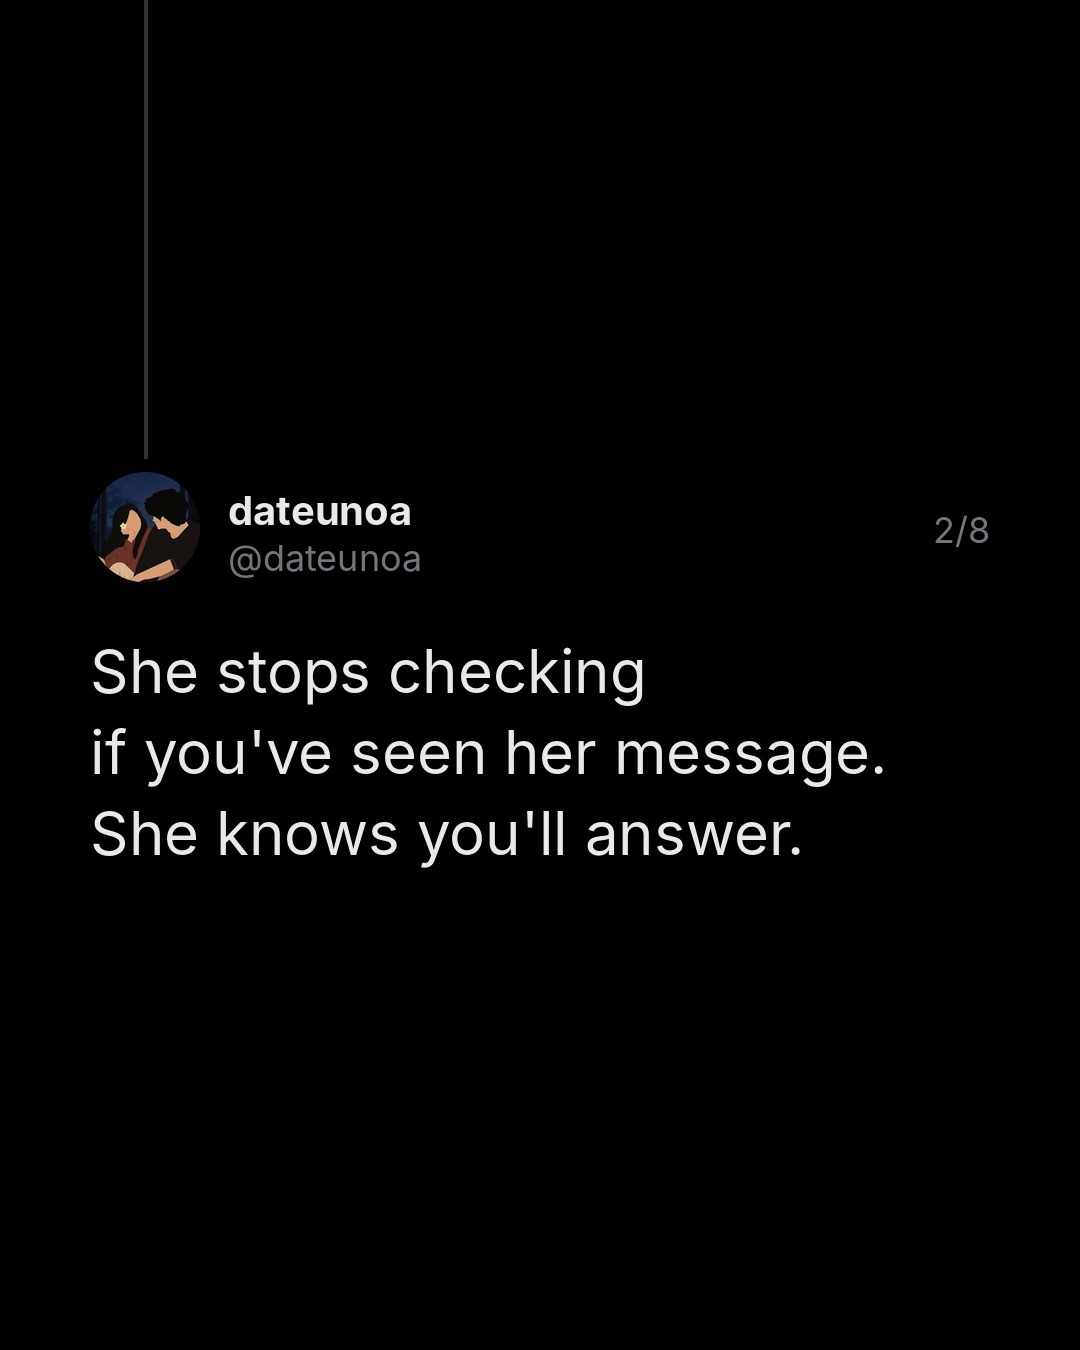 dateunoa
@dateunoa
2/8
She stops checking
if you've seen her message.
She knows you'll answer.